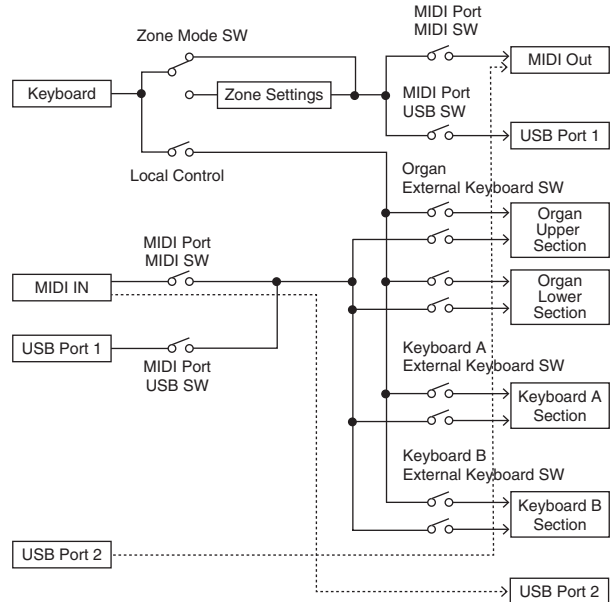 MIDI Port
MIDI SW
Zone Mode SW
MIDI Out
Keyboard
Zone Settings
MIDI Port
USB SW
USB Port 1
Local Control
Organ
External Keyboard SW
Organ
Upper
Section
MIDI Port
MIDI SW
MIDI IN
Organ
Lower
Section
USB Port 1
MIDI Port
USB SW
Keyboard A
External Keyboard SW
Keyboard A
Section
Keyboard B
External Keyboard SW
Keyboard B
Section
USB Port 2
USB Port 2